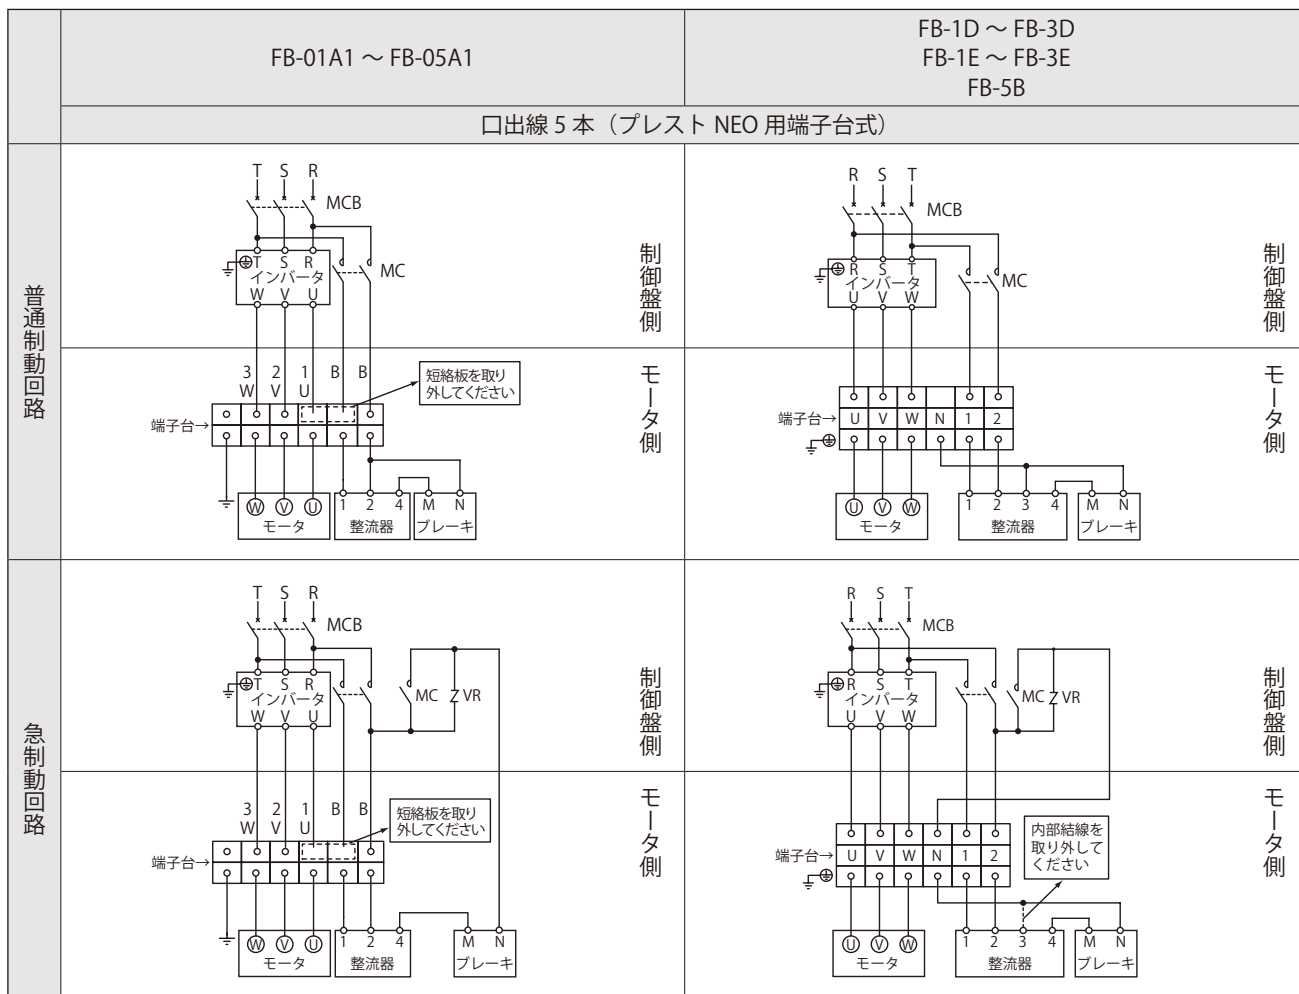 FB-01A1 ～ FB-05A1
FB-1D ～ FB-3D
FB-1E ～ FB-3E
FB-5B
口出線 5 本（プレスト NEO 用端子台式）
普通制動回路
T S R
MCB
T S R
インバータ
W V U
MC
制御盤側
3 2 1 B B
W V U
短絡板を取り
外してください
端子台→
モータ側
W V U
モータ
1 2 4
整流器
M N
ブレーキ
R S T
MCB
R S T
インバータ
U V W
MC
制御盤側
端子台→
U V W N 1 2
モータ側
U V W
モータ
1 2 3 4
整流器
M N
ブレーキ
急制動回路
T S R
MCB
T S R
インバータ
W V U
MC VR
制御盤側
3 2 1 B B
W V U
短絡板を取り
外してください
端子台→
モータ側
W V U
モータ
1 2 4
整流器
M N
ブレーキ
R S T
MCB
R S T
インバータ
U V W
MC VR
制御盤側
端子台→
U V W N 1 2
内部結線を
取り外して
ください
モータ側
U V W
モータ
1 2 3 4
整流器
M N
ブレーキ